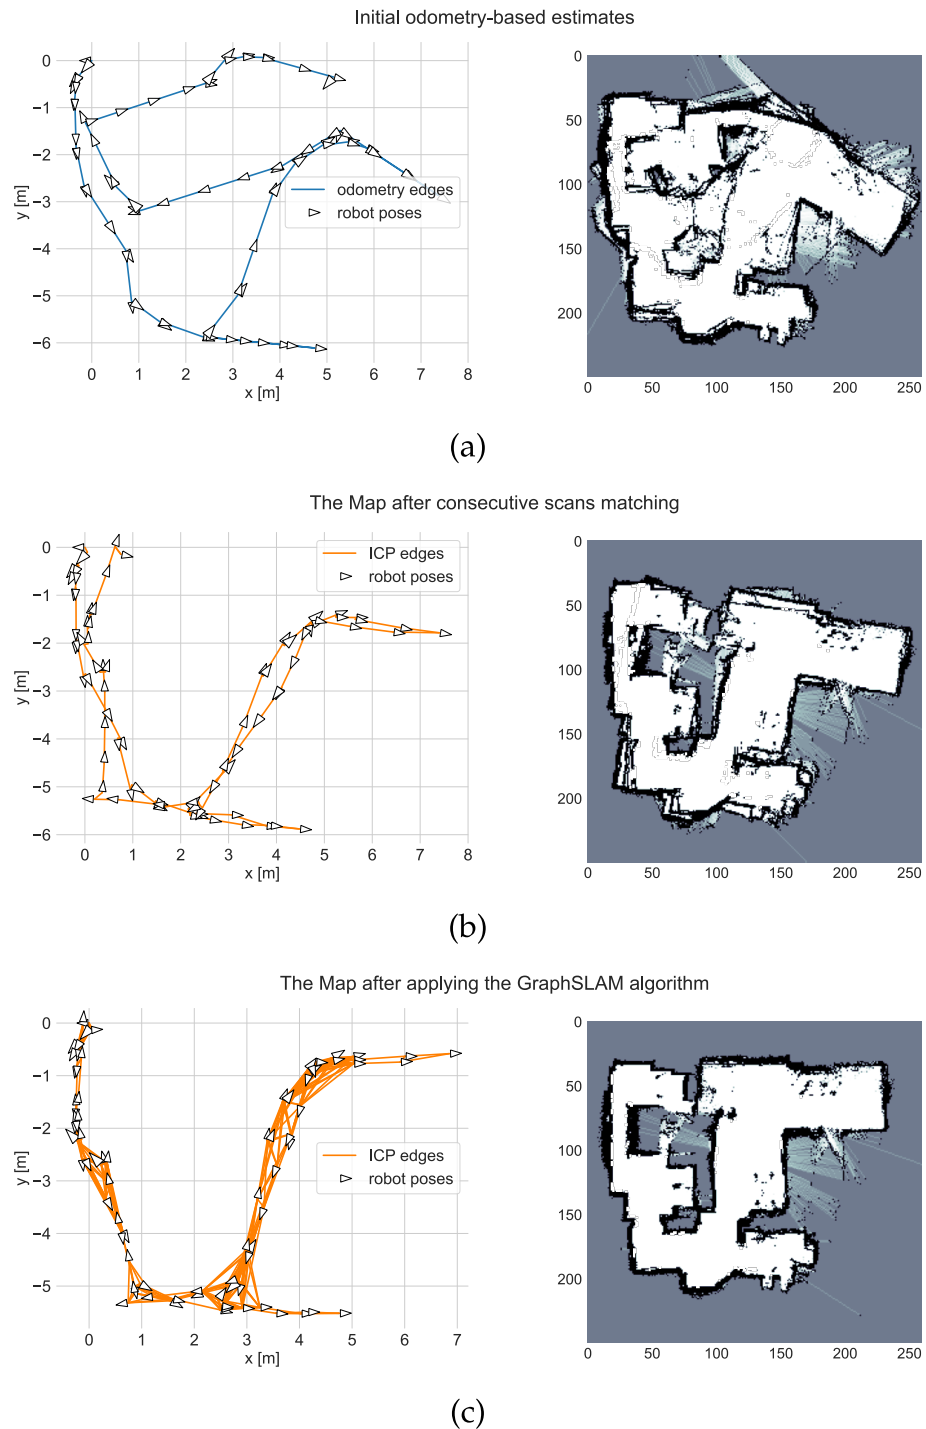 Initial odometry-based estimates
0
−1
−2
−3
−4
−5
−6
y [m]
odometry edges
robot poses
0 1 2 3 4 5 6 7 8
x [m]
0
50
100
150
200
0 50 100 150 200 250
(a)
The Map after consecutive scans matching
0
−1
−2
−3
−4
−5
−6
y [m]
ICP edges
robot poses
0 1 2 3 4 5 6 7 8
x [m]
0
50
100
150
200
0 50 100 150 200 250
(b)
The Map after applying the GraphSLAM algorithm
0
−1
−2
−3
−4
−5
y [m]
ICP edges
robot poses
0 1 2 3 4 5 6 7
x [m]
0
50
100
150
200
0 50 100 150 200 250
(c)